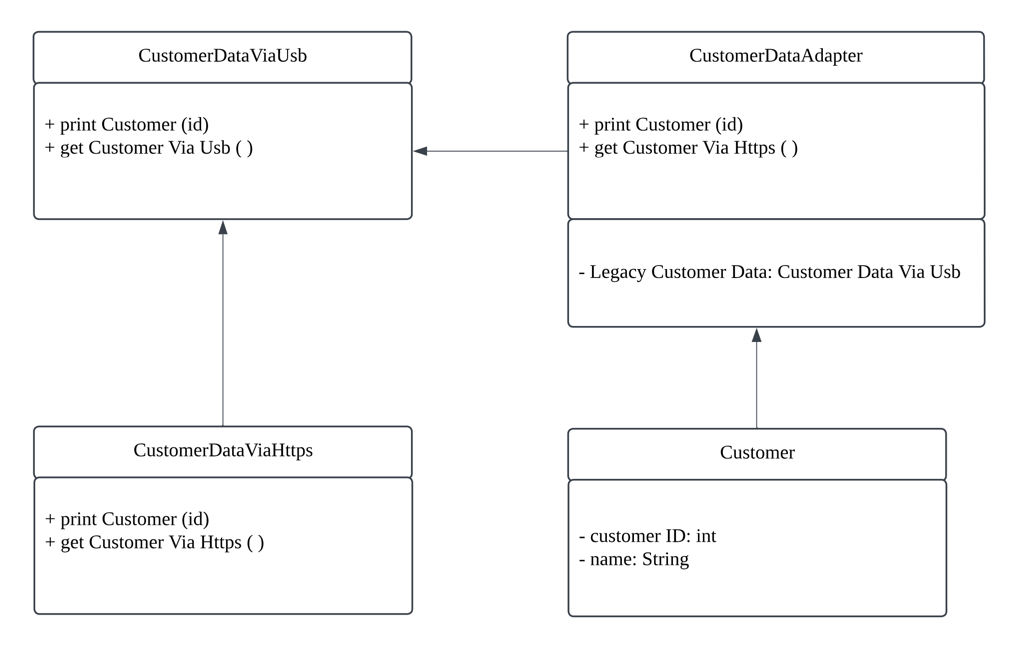 CustomerDataViaUsb
+ print Customer (id)
+ get Customer Via Usb ( )
CustomerDataAdapter
+ print Customer (id)
+ get Customer Via Https ( )
- Legacy Customer Data: Customer Data Via Usb
CustomerDataViaHttps
+ print Customer (id)
+ get Customer Via Https ( )
Customer
- customer ID: int
- name: String